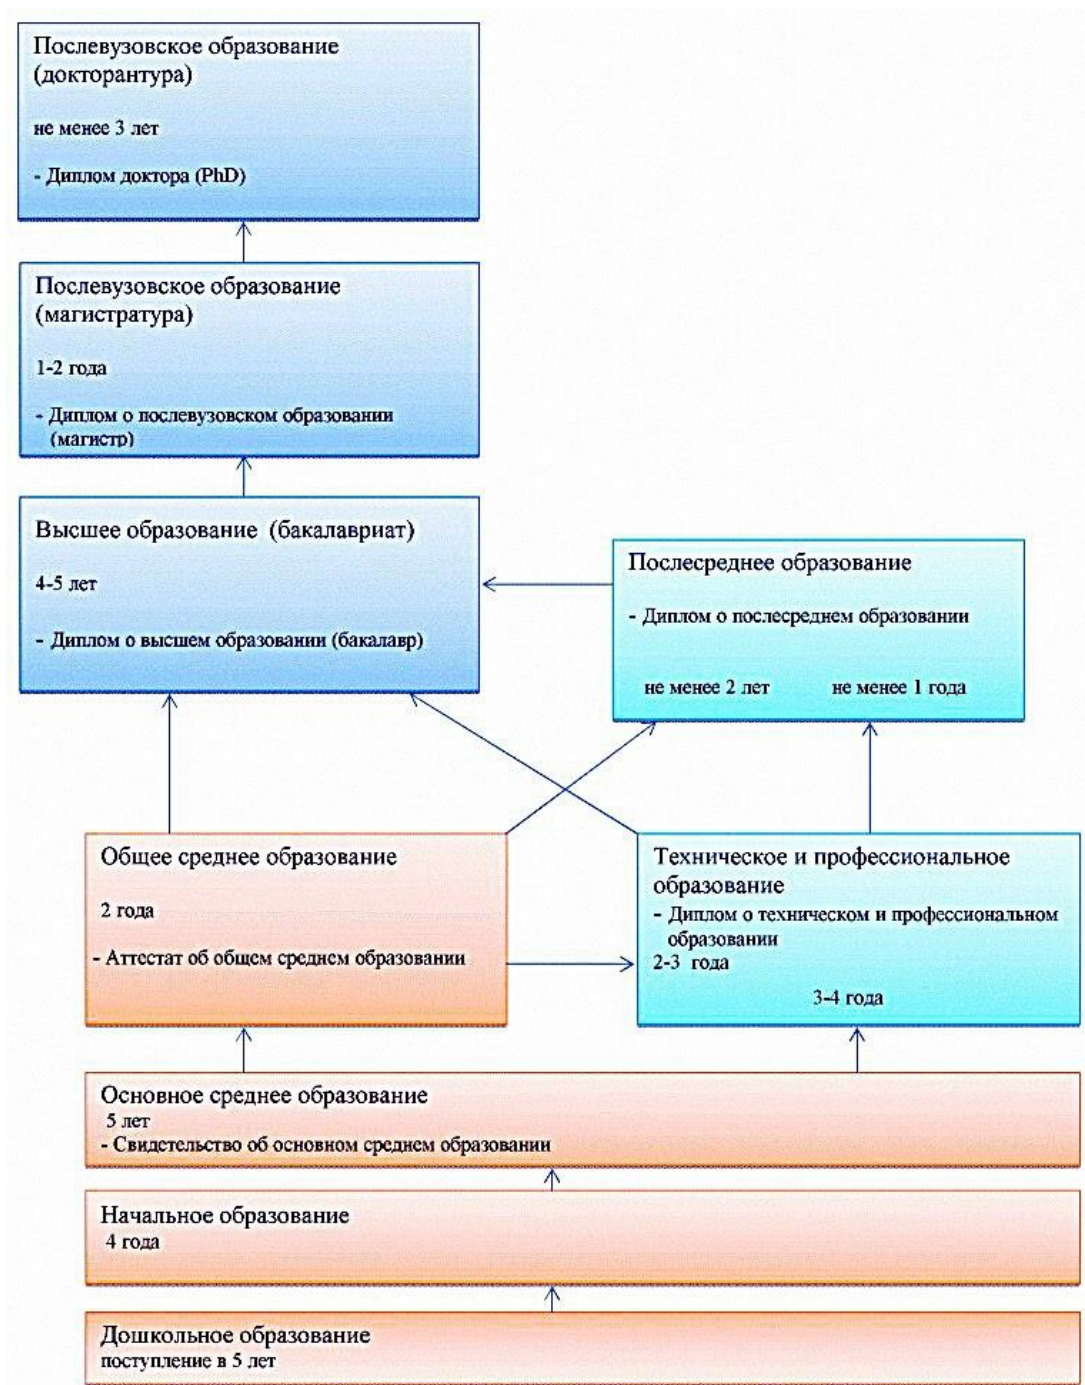 Послевузовское образование
(докторантура)
не менее 3 лет
- Диплом доктора (PhD)
Послевузовское образование
(магистратура)
1-2 года
- Диплом о послевузовском образовании
(магистр)
Высшее образование (бакалавриат)
4-5 лет
- Диплом о высшем образовании (бакалавр)
Послесреднее образование
- Диплом о послесреднем образовании
не менее 2 лет не менее 1 года
Общее среднее образование
2 года
- Аттестат об общем среднем образовании
Техническое и профессиональное
образование
- Диплом о техническом и профессиональном
образовании
2-3 года
3-4 года
Основное среднее образование
5 лет
- Свидетельство об основном среднем образовании
Начальное образование
4 года
Дошкольное образование
поступление в 5 лет